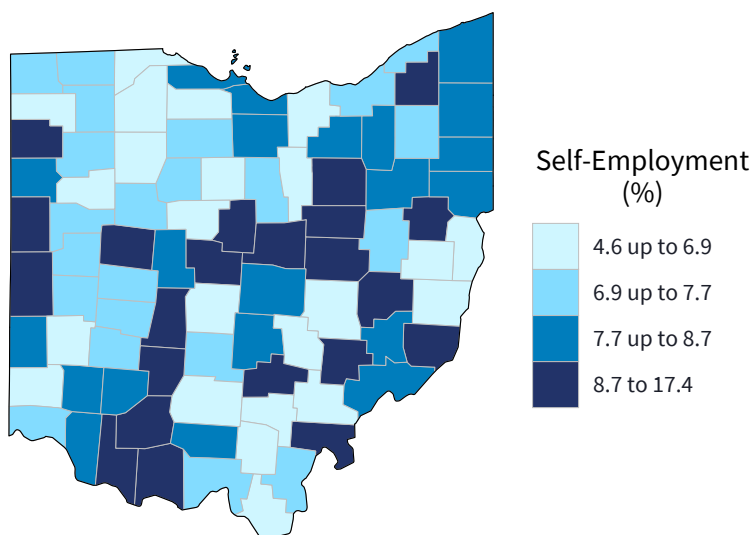 Self-Employment
(%)
4.6 up to 6.9
6.9 up to 7.7
7.7 up to 8.7
8.7 to 17.4